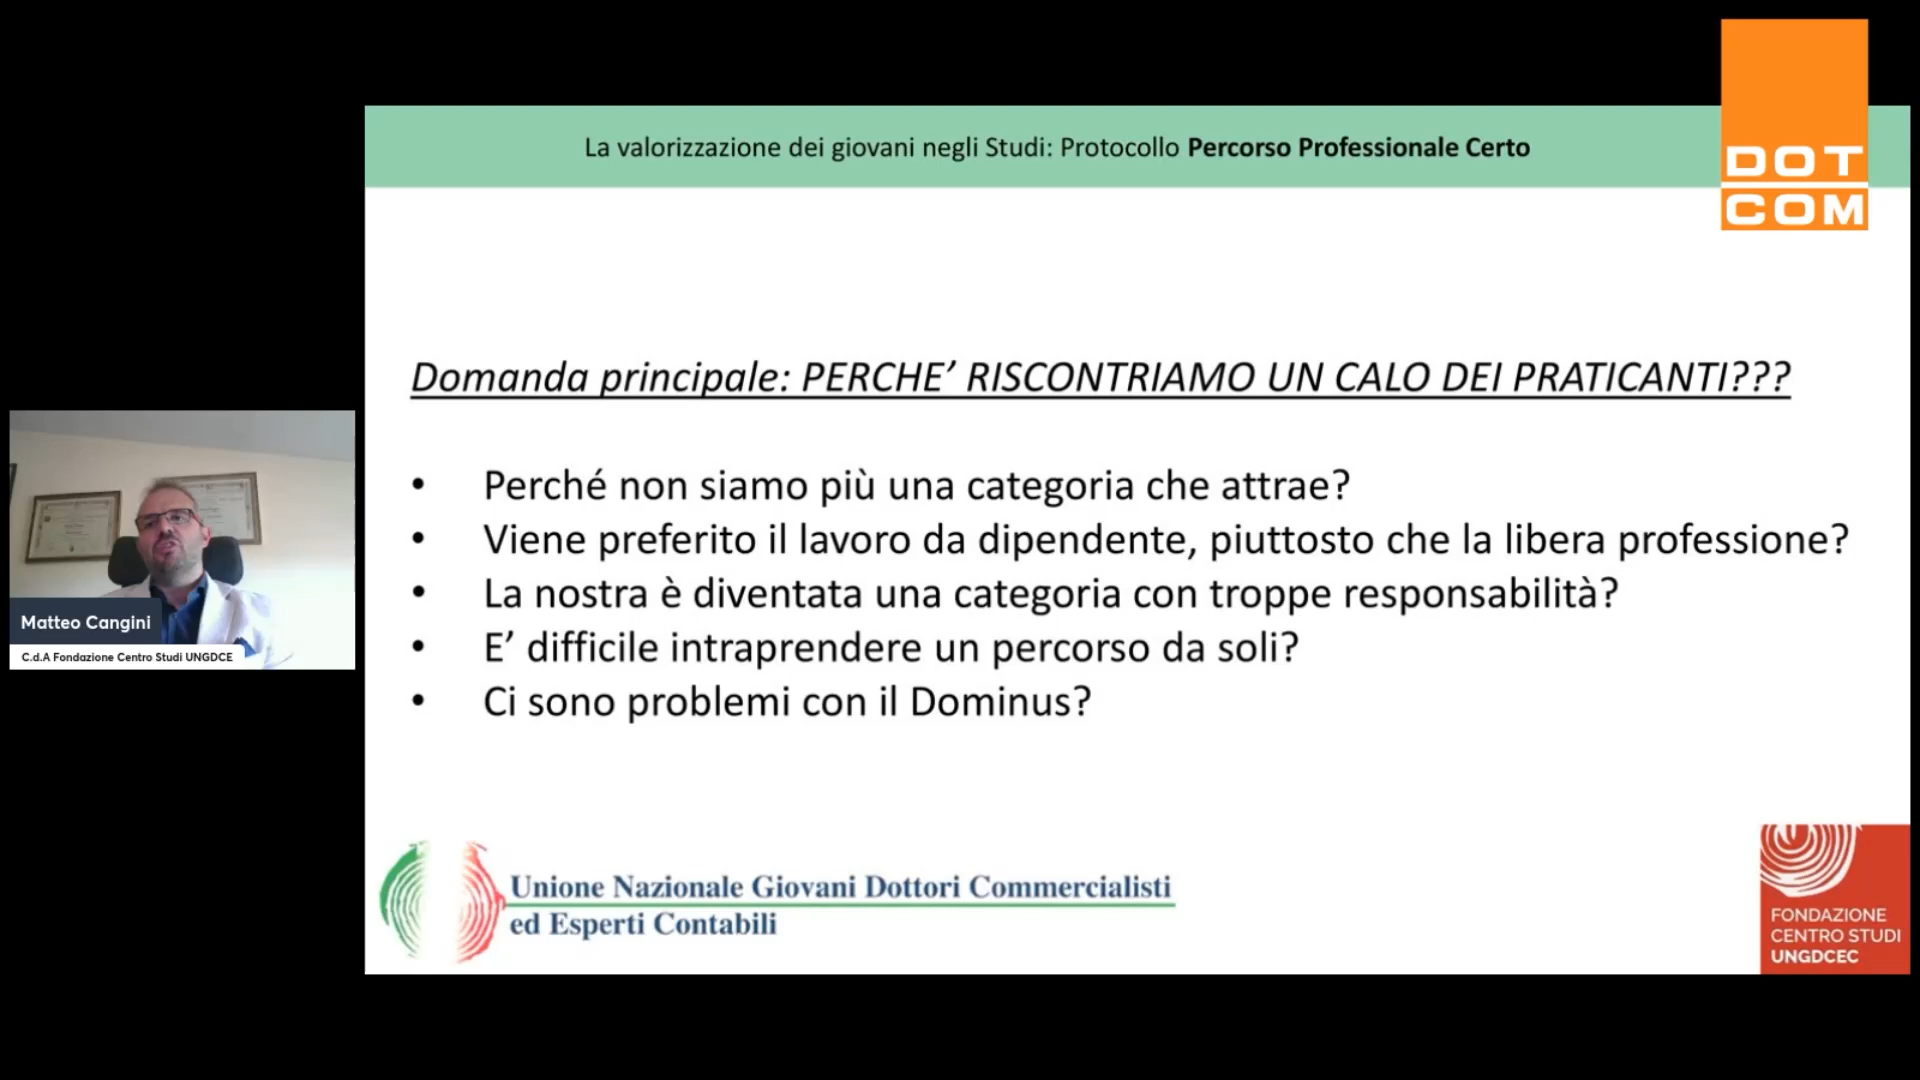 La valorizzazione dei giovani negli Studi: Protocollo Percorso Professionale Certo
DOT
COM
Domanda principale: PERCHE’ RISCONTRIAMO UN CALO DEI PRATICANTI???
• Perché non siamo più una categoria che attrae?
• Viene preferito il lavoro da dipendente, piuttosto che la libera professione?
• La nostra è diventata una categoria con troppe responsabilità?
• E’ difficile intraprendere un percorso da soli?
• Ci sono problemi con il Dominus?
Matteo Cangini
C.d.A Fondazione Centro Studi UNGDCE
Unione Nazionale Giovani Dottori Commercialisti
ed Esperti Contabili
FONDAZIONE
CENTRO STUDI
UNGDCEC